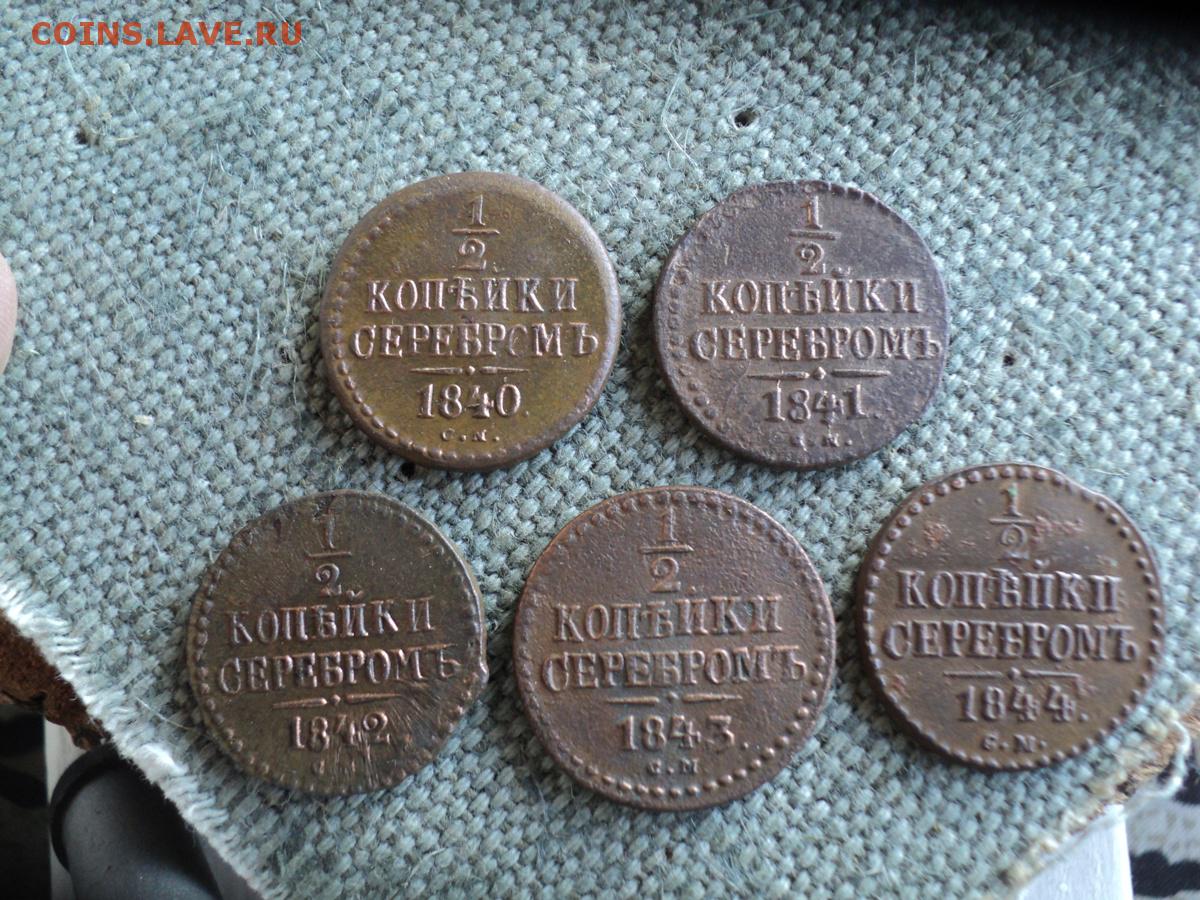 COINS.LAVE.RU
1
2
КОПѢЙКИ
СЕРЕБРОМЪ
1840.
С.М.
1
2
КОПѢЙКИ
СЕРЕБРОМЪ
1841.
С.М.
1
2
КОПѢЙКИ
СЕРЕБРОМЪ
1842
1
2
КОПѢЙКИ
СЕРЕБРОМЪ
1843.
С.М
1
2
КОПѢЙКИ
СЕРЕБРОМЪ
1844.
С.М.